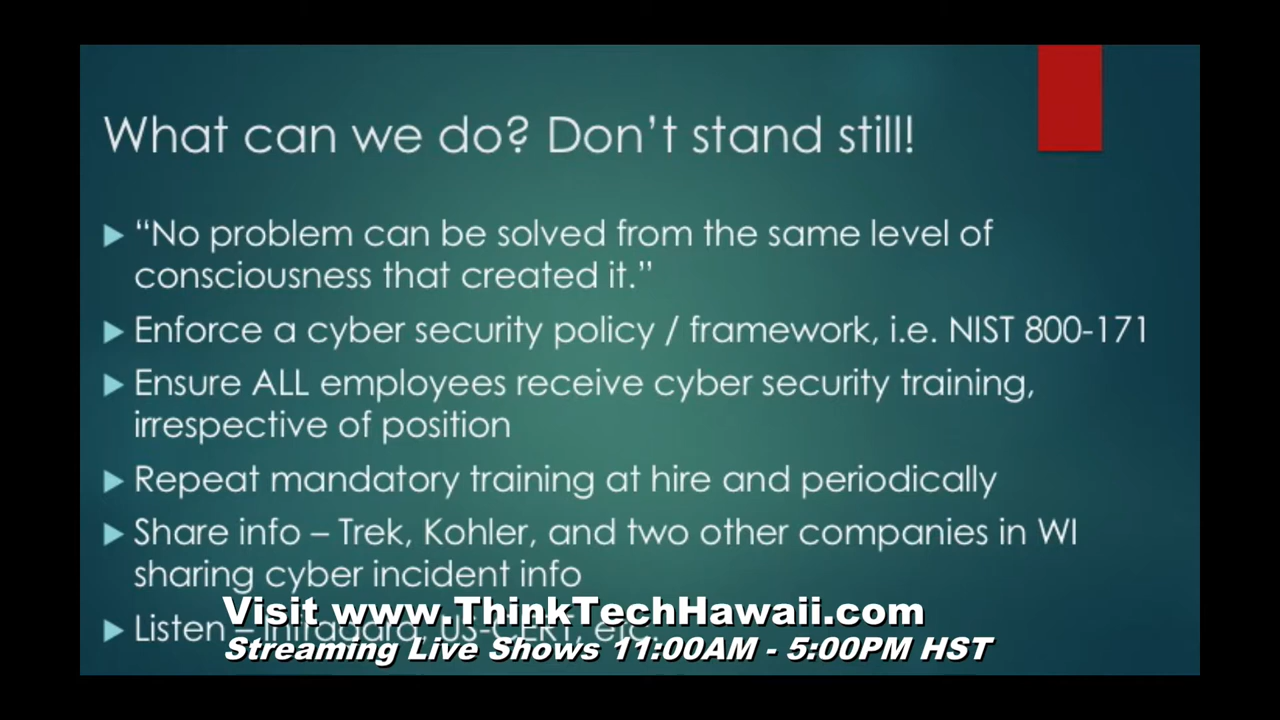 What can we do? Don't stand still!
“No problem can be solved from the same level of
consciousness that created it.”
Enforce a cyber security policy / framework, i.e. NIST 800-171
Ensure ALL employees receive cyber security training,
irrespective of position
Repeat mandatory training at hire and periodically
Share info – Trek, Kohler, and two other companies in WI
sharing cyber incident info
Listen – US-CERT, etc.
Visit www.ThinkTechHawaii.com
Streaming Live Shows 11:00AM - 5:00PM HST